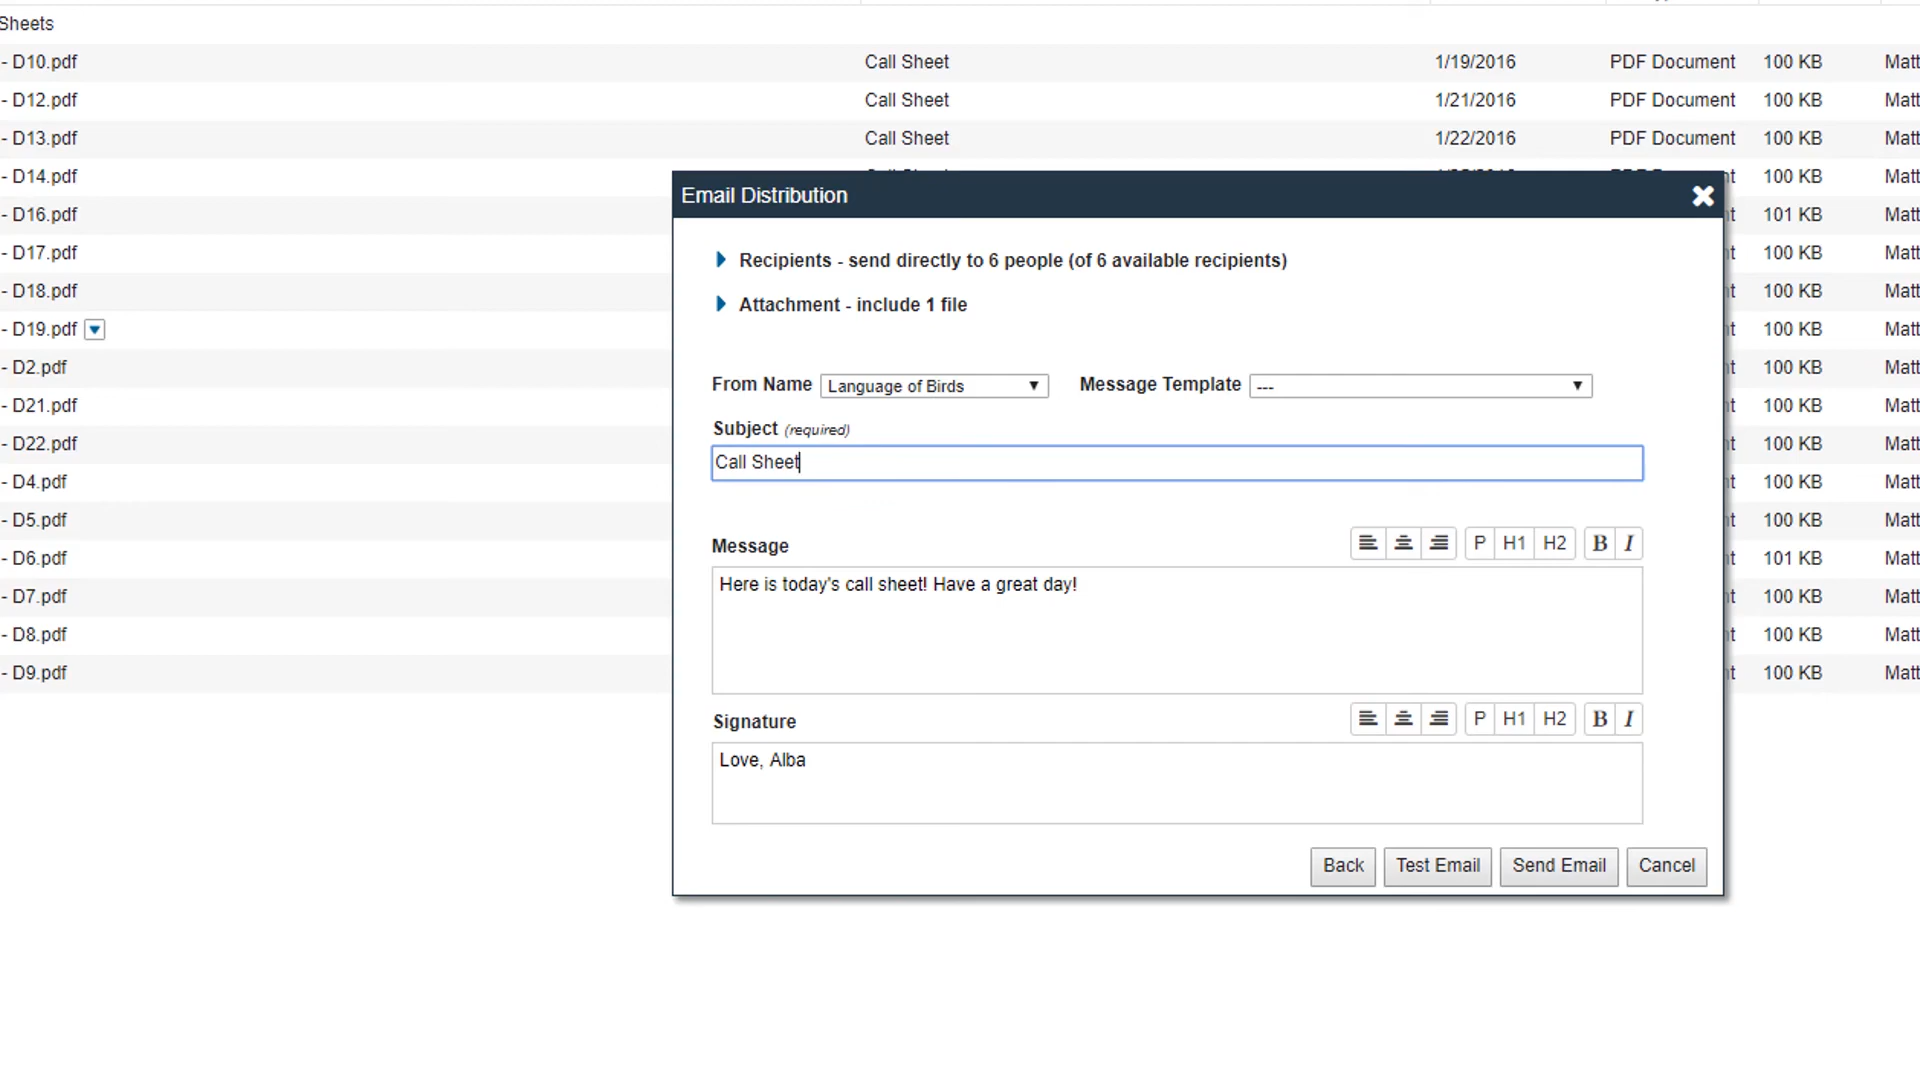 Sheets
- D10.pdf Call Sheet 1/19/2016 PDF Document 100 KB Matt
- D12.pdf Call Sheet 1/21/2016 PDF Document 100 KB Matt
- D13.pdf Call Sheet 1/22/2016 PDF Document 100 KB Matt
- D14.pdf 100 KB Matt
- D16.pdf 101 KB Matt
- D17.pdf 100 KB Matt
- D18.pdf 100 KB Matt
- D19.pdf 100 KB Matt
- D2.pdf 100 KB Matt
- D21.pdf 100 KB Matt
- D22.pdf 100 KB Matt
- D4.pdf 100 KB Matt
- D5.pdf 100 KB Matt
- D6.pdf 101 KB Matt
- D7.pdf 100 KB Matt
- D8.pdf 100 KB Matt
- D9.pdf 100 KB Matt
Email Distribution
Recipients - send directly to 6 people (of 6 available recipients)
Attachment - include 1 file
From Name Language of Birds Message Template ---
Subject (required)
Call Sheet
Message P H1 H2 B I
Here is today's call sheet! Have a great day!
Signature P H1 H2 B I
Love, Alba
Back Test Email Send Email Cancel